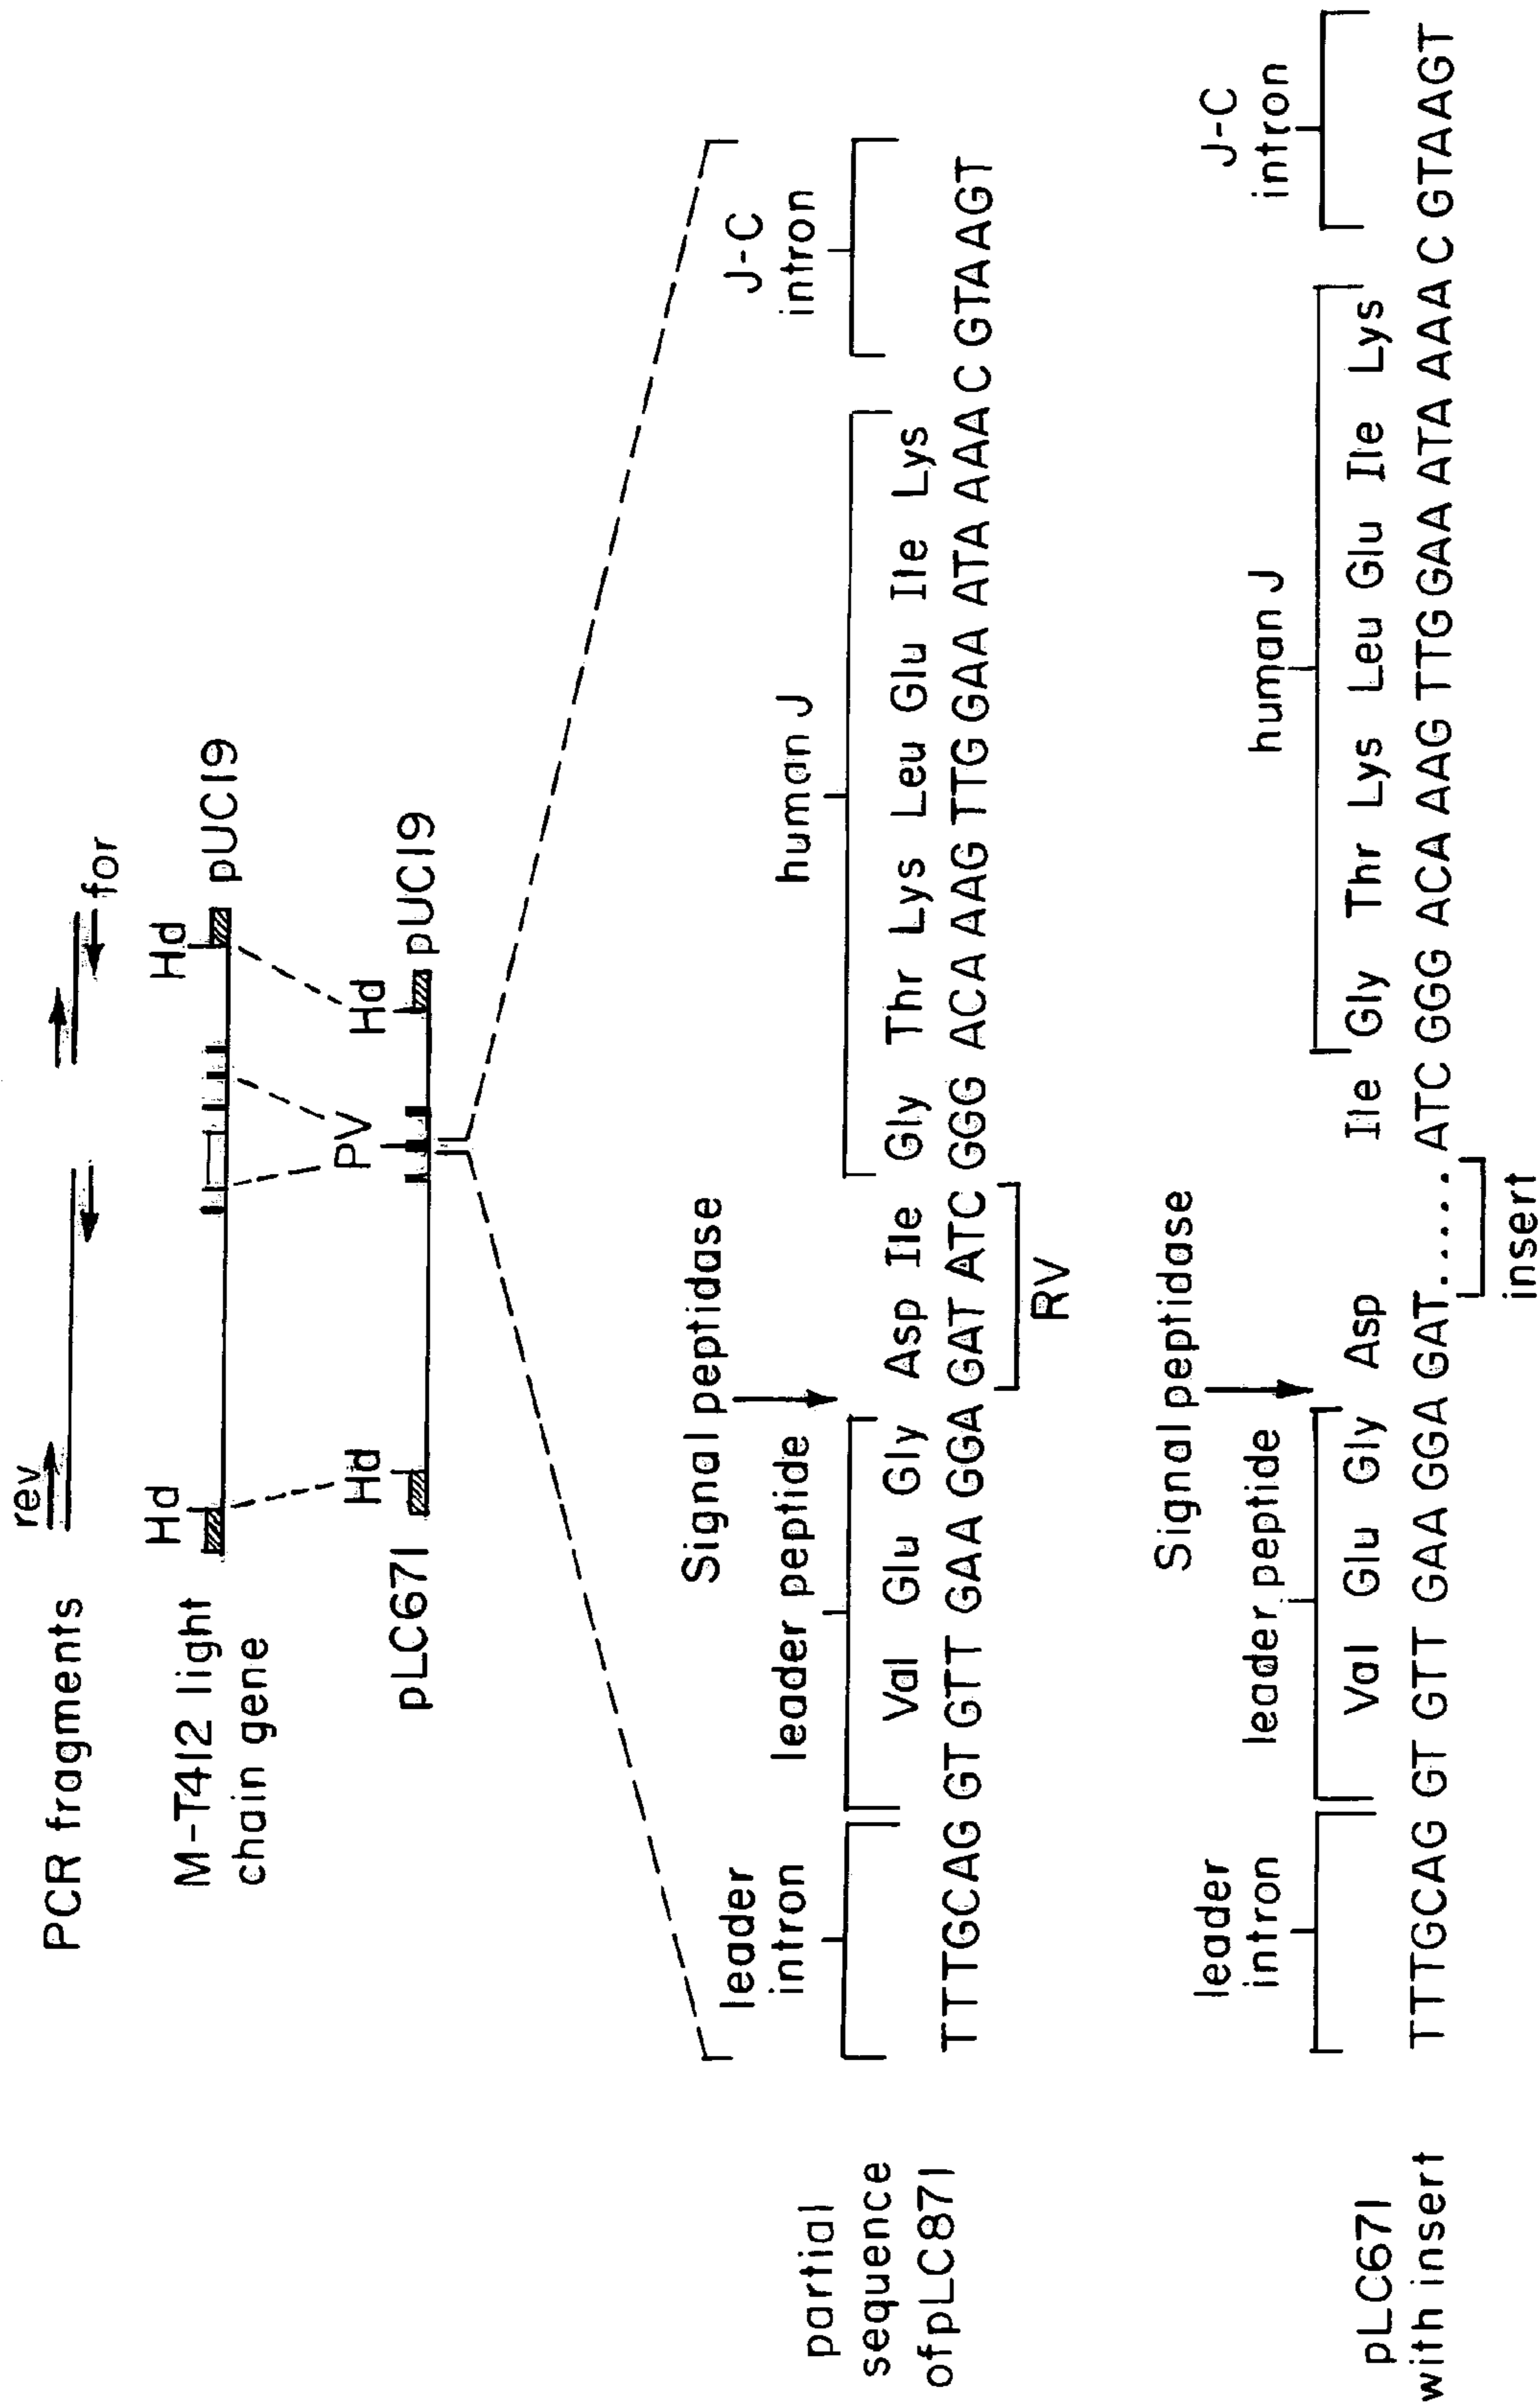 PCR fragments
rev
for
M-T412 light
chain gene
Hd
Hd
pUC19
pLC671
Hd
PV
Hd
pUC19
partial
sequence
of pLC871
leader
intron
leader peptide
Signal peptidase
human J
J-C
intron
Val Glu Gly Asp Ile Gly Thr Lys Leu Glu Ile Lys
TTTGCAG GT GTT GAA GGA GAT ATC GGG ACA AAG TTG GAA ATA AAA C GTAAGT
RV
pLC671
with insert
leader
intron
leader peptide
Signal peptidase
human J
J-C
intron
Val Glu Gly Asp Ile Gly Thr Lys Leu Glu Ile Lys
TTTGCAG GT GTT GAA GGA GAT..... ATC GGG ACA AAG TTG GAA ATA AAA C GTAAGT
insert